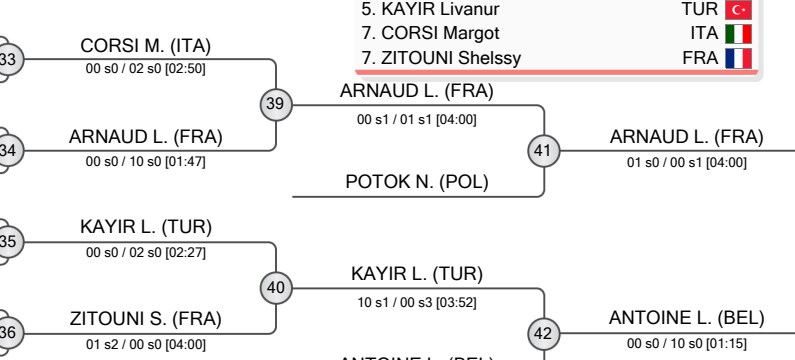 5. KAYIR Livanur TUR
7. CORSI Margot ITA
7. ZITOUNI Shelssy FRA
33
CORSI M. (ITA)
00 s0 / 02 s0 [02:50]
39
ARNAUD L. (FRA)
00 s1 / 01 s1 [04:00]
34
ARNAUD L. (FRA)
00 s0 / 10 s0 [01:47]
41
ARNAUD L. (FRA)
01 s0 / 00 s1 [04:00]
POTOK N. (POL)
35
KAYIR L. (TUR)
00 s0 / 02 s0 [02:27]
40
KAYIR L. (TUR)
10 s1 / 00 s3 [03:52]
36
ZITOUNI S. (FRA)
01 s2 / 00 s0 [04:00]
42
ANTOINE L. (BEL)
00 s0 / 10 s0 [01:15]
ANTOINE L. (BEL)